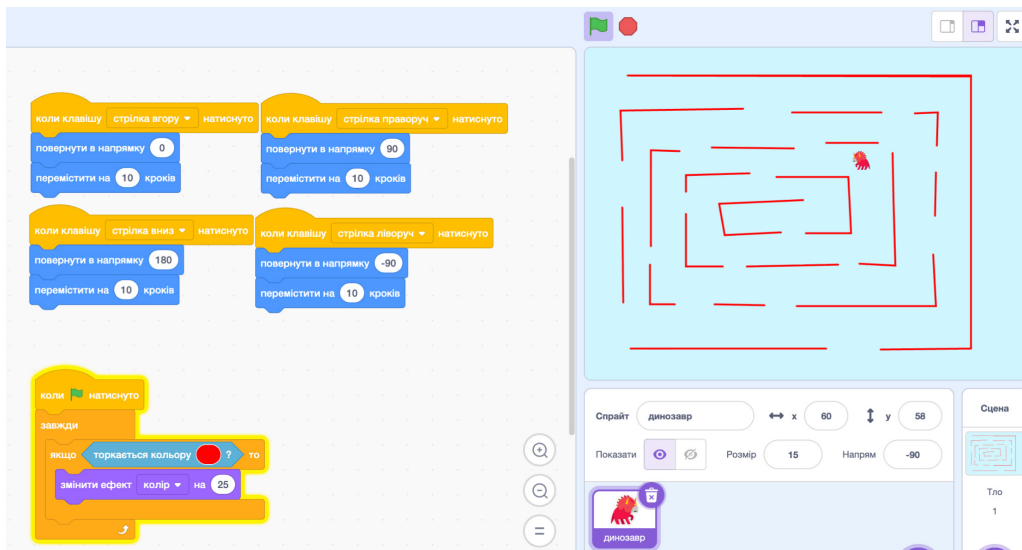 коли клавішу стрілка вгору натиснуто
повернути в напрямку 0
перемістити на 10 кроків
коли клавішу стрілка праворуч натиснуто
повернути в напрямку 90
перемістити на 10 кроків
коли клавішу стрілка вниз натиснуто
повернути в напрямку 180
перемістити на 10 кроків
коли клавішу стрілка ліворуч натиснуто
повернути в напрямку -90
перемістити на 10 кроків
коли натиснуто
завжди
якщо торкається кольору ? то
змінити ефект колір на 25
Спрайт динозавр x 60 y 58
Показати Розмір 15 Напрям -90
динозавр
Сцена
Тло
1